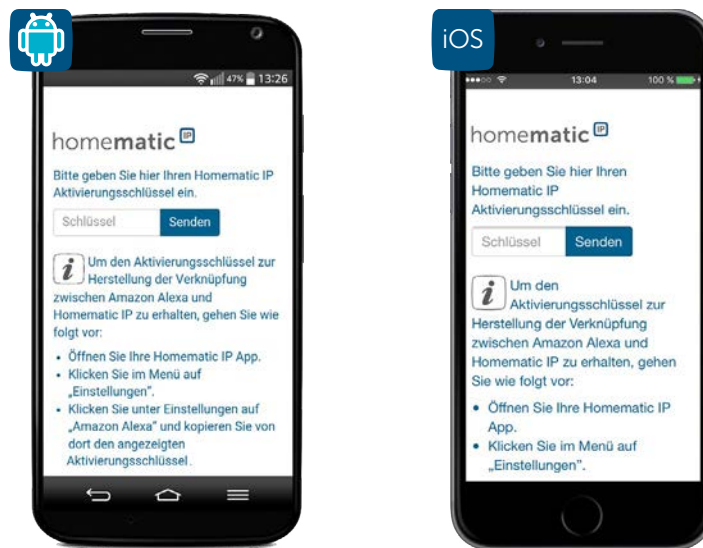 47% 13:26
homematic IP
Bitte geben Sie hier Ihren Homematic IP
Aktivierungsschlüssel ein.
Schlüssel Senden
i Um den Aktivierungsschlüssel zur
Herstellung der Verknüpfung
zwischen Amazon Alexa und
Homematic IP zu erhalten, gehen Sie wie
folgt vor:
• Öffnen Sie Ihre Homematic IP App.
• Klicken Sie im Menü auf
„Einstellungen".
• Klicken Sie unter Einstellungen auf
„Amazon Alexa" und kopieren Sie von
dort den angezeigten
Aktivierungsschlüssel.
iOS
13:04 100 %
homematic IP
Bitte geben Sie hier Ihren
Homematic IP
Aktivierungsschlüssel ein.
Schlüssel Senden
i Um den
Aktivierungsschlüssel zur
Herstellung der Verknüpfung
zwischen Amazon Alexa und
Homematic IP zu erhalten, gehen
Sie wie folgt vor:
• Öffnen Sie Ihre Homematic IP
App.
• Klicken Sie im Menü auf
„Einstellungen".